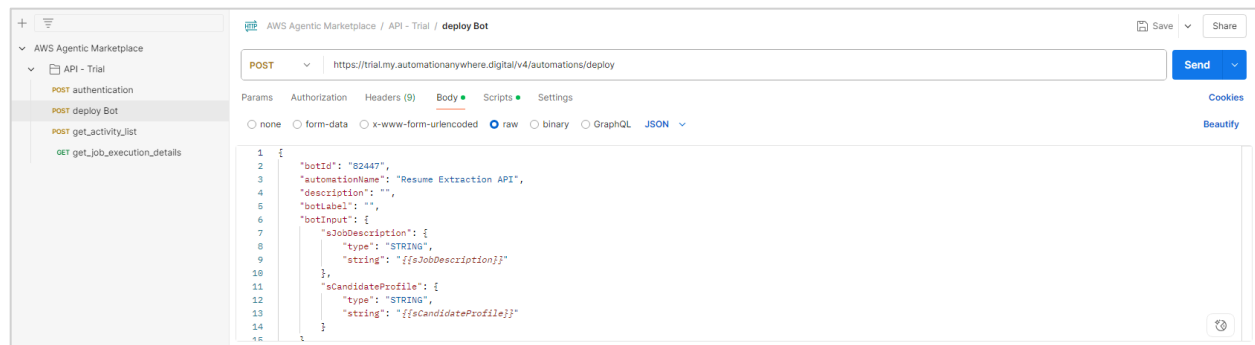 HTTP AWS Agentic Marketplace / API - Trial / deploy Bot Save Share
AWS Agentic Marketplace
API - Trial
POST authentication
POST deploy Bot
POST get_activity_list
GET get_job_execution_details
POST https://trial.my.automationanywhere.digital/v4/automations/deploy Send
Params Authorization Headers (9) Body Scripts Settings Cookies
none form-data x-www-form-urlencoded raw binary GraphQL JSON Beautify
1 {
2 "botId": "82447",
3 "automationName": "Resume Extraction API",
4 "description": "",
5 "botLabel": "",
6 "botInput": {
7 "sJobDescription": {
8 "type": "STRING",
9 "string": "{{sJobDescription}}"
10 },
11 "sCandidateProfile": {
12 "type": "STRING",
13 "string": "{{sCandidateProfile}}"
14 }
15 }